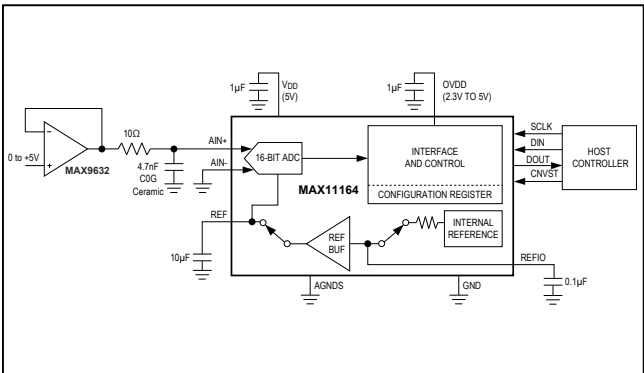 1µF
VDD
(5V)
1µF
OVDD
(2.3V TO 5V)
10Ω
AIN+
0 to +5V
MAX9632
4.7nF
C0G
Ceramic
AIN-
16-BIT ADC
MAX11164
INTERFACE
AND CONTROL
CONFIGURATION REGISTER
SCLK
DIN
DOUT
CNVST
HOST
CONTROLLER
REF
10µF
REF
BUF
INTERNAL
REFERENCE
REFIO
0.1µF
AGNDS
GND